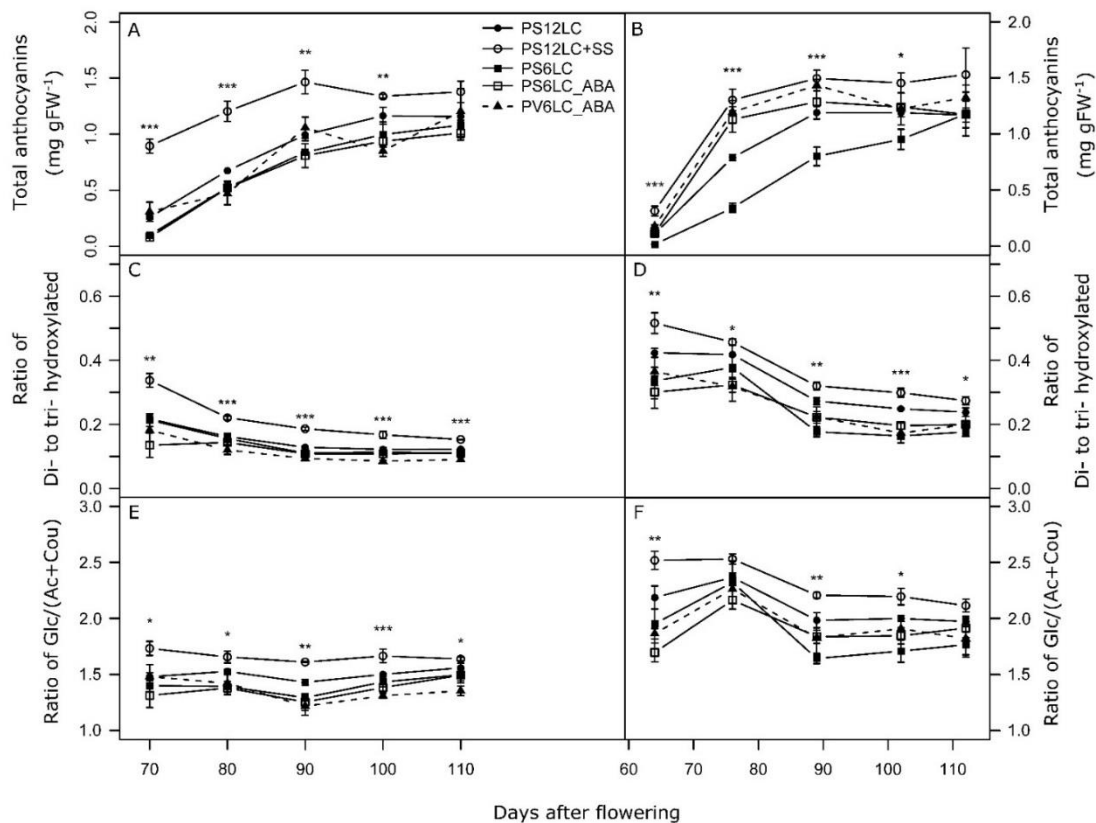 A
PS12LC
PS12LC+SS
PS6LC
PS6LC_ABA
PV6LC_ABA
Total anthocyanins
(mg gFW⁻¹)
2.0
1.5
1.0
0.5
0.0
***
***
**
**
B
Total anthocyanins
(mg gFW⁻¹)
2.0
1.5
1.0
0.5
0.0
***
***
***
*
C
Ratio of
Di- to tri- hydroxylated
0.6
0.4
0.2
0.0
**
***
***
***
***
D
Ratio of
Di- to tri- hydroxylated
0.6
0.4
0.2
0.0
**
*
**
***
*
E
Ratio of Glc/(Ac+Cou)
3.0
2.5
2.0
1.5
1.0
*
*
**
***
*
F
Ratio of Glc/(Ac+Cou)
3.0
2.5
2.0
1.5
1.0
**
**
*
70 80 90 100 110
60 70 80 90 100 110
Days after flowering